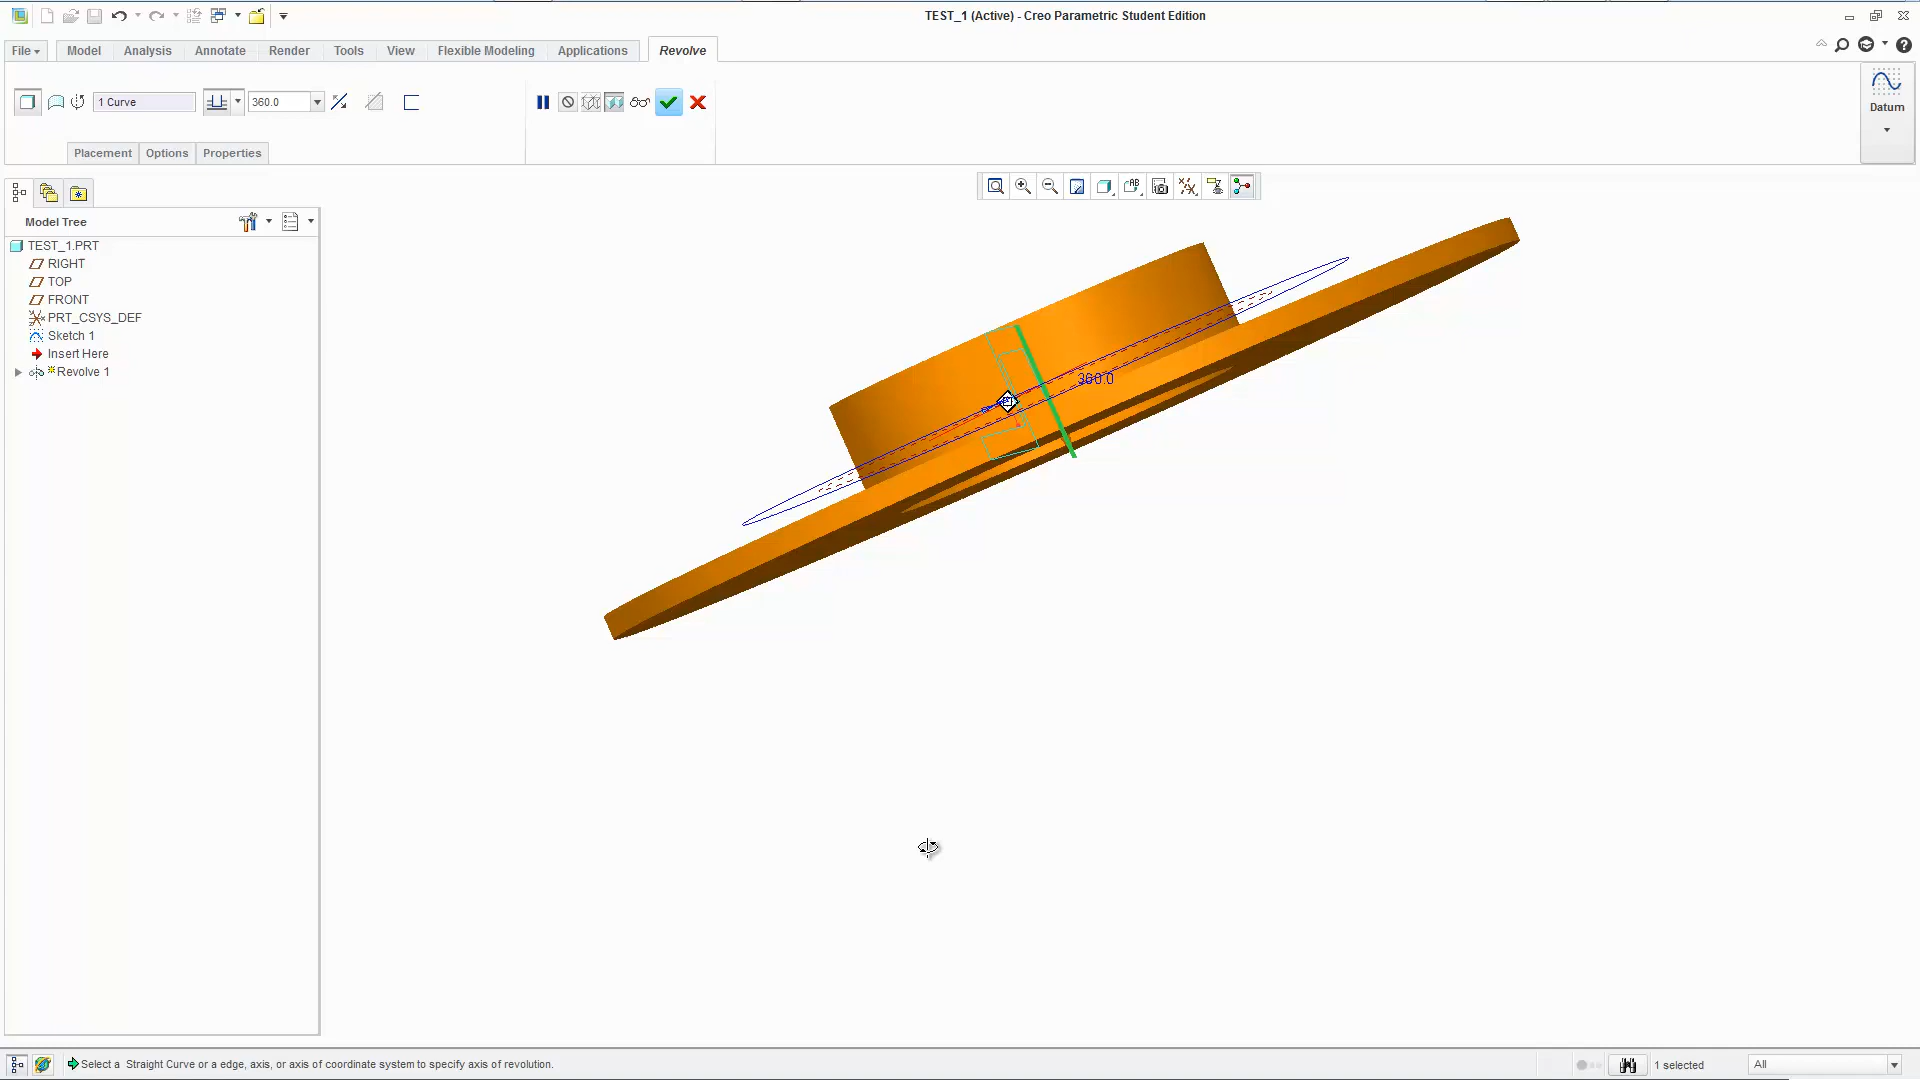 TEST_1 (Active) - Creo Parametric Student Edition
File Model Analysis Annotate Render Tools View Flexible Modeling Applications Revolve
1 Curve 360.0
Datum
Placement Options Properties
Model Tree
TEST_1.PRT
RIGHT
TOP
FRONT
PRT_CSYS_DEF
Sketch 1
Insert Here
Revolve 1
360.0
Select a Straight Curve or a edge, axis, or axis of coordinate system to specify axis of revolution.
1 selected
All